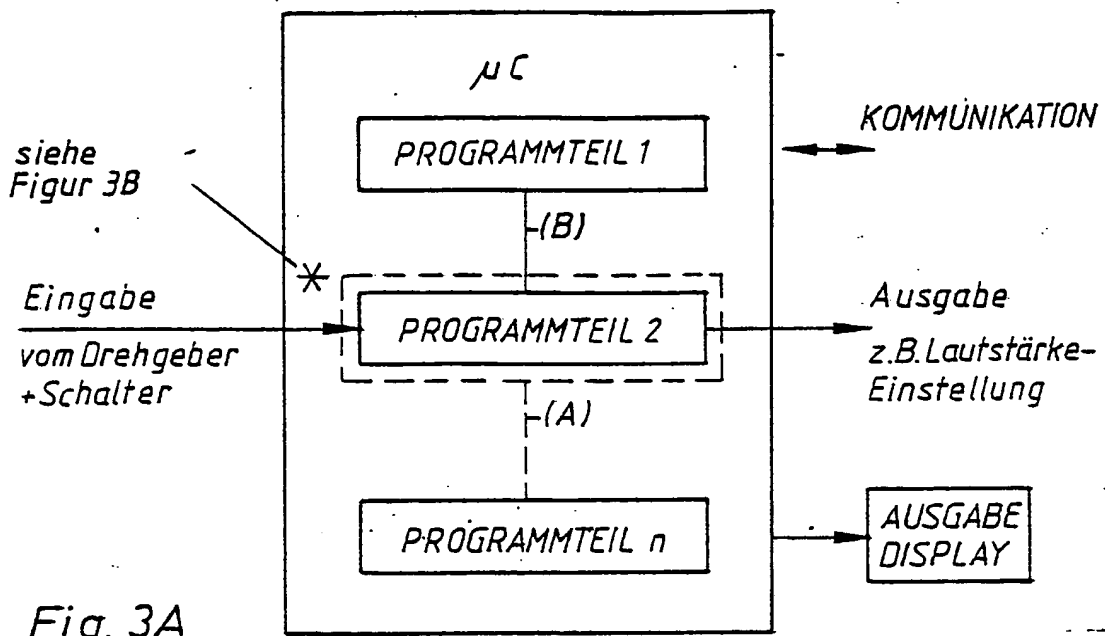 µC
PROGRAMMTEIL 1
KOMMUNIKATION
siehe
Figur 3B
(B)
Eingabe
vom Drehgeber
+Schalter
PROGRAMMTEIL 2
Ausgabe
z.B. Lautstärke-
Einstellung
(A)
PROGRAMMTEIL n
AUSGABE
DISPLAY
Fig. 3A